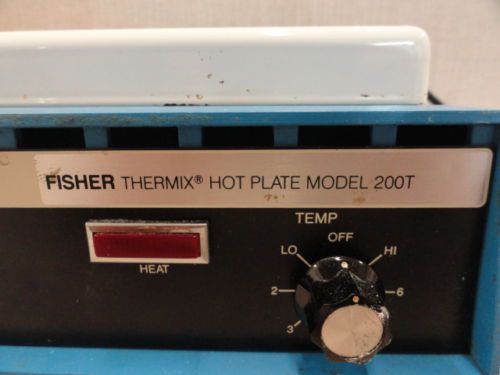 FISHER THERMIX® HOT PLATE MODEL 200T
TEMP
OFF
LO HI
2 6
3
HEAT